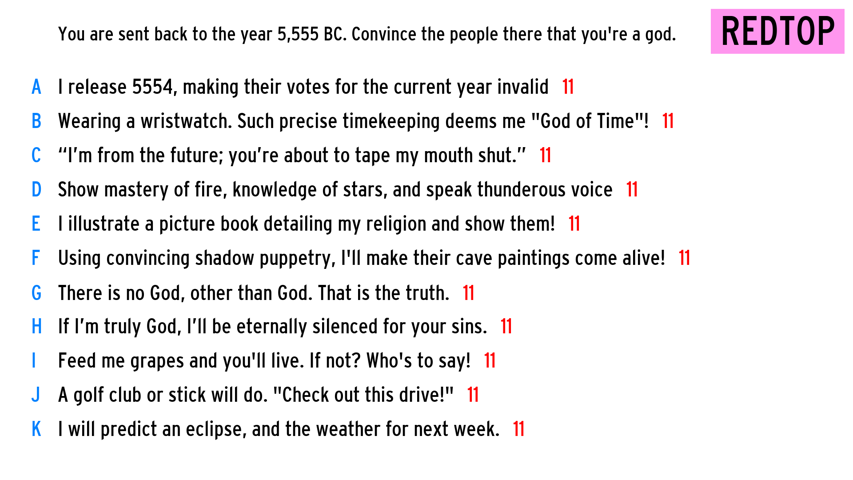 You are sent back to the year 5,555 BC. Convince the people there that you're a god.
REDTOP
A I release 5554, making their votes for the current year invalid 11
B Wearing a wristwatch. Such precise timekeeping deems me "God of Time"! 11
C “I’m from the future; you’re about to tape my mouth shut.” 11
D Show mastery of fire, knowledge of stars, and speak thunderous voice 11
E I illustrate a picture book detailing my religion and show them! 11
F Using convincing shadow puppetry, I'll make their cave paintings come alive! 11
G There is no God, other than God. That is the truth. 11
H If I’m truly God, I’ll be eternally silenced for your sins. 11
I Feed me grapes and you'll live. If not? Who's to say! 11
J A golf club or stick will do. "Check out this drive!" 11
K I will predict an eclipse, and the weather for next week. 11